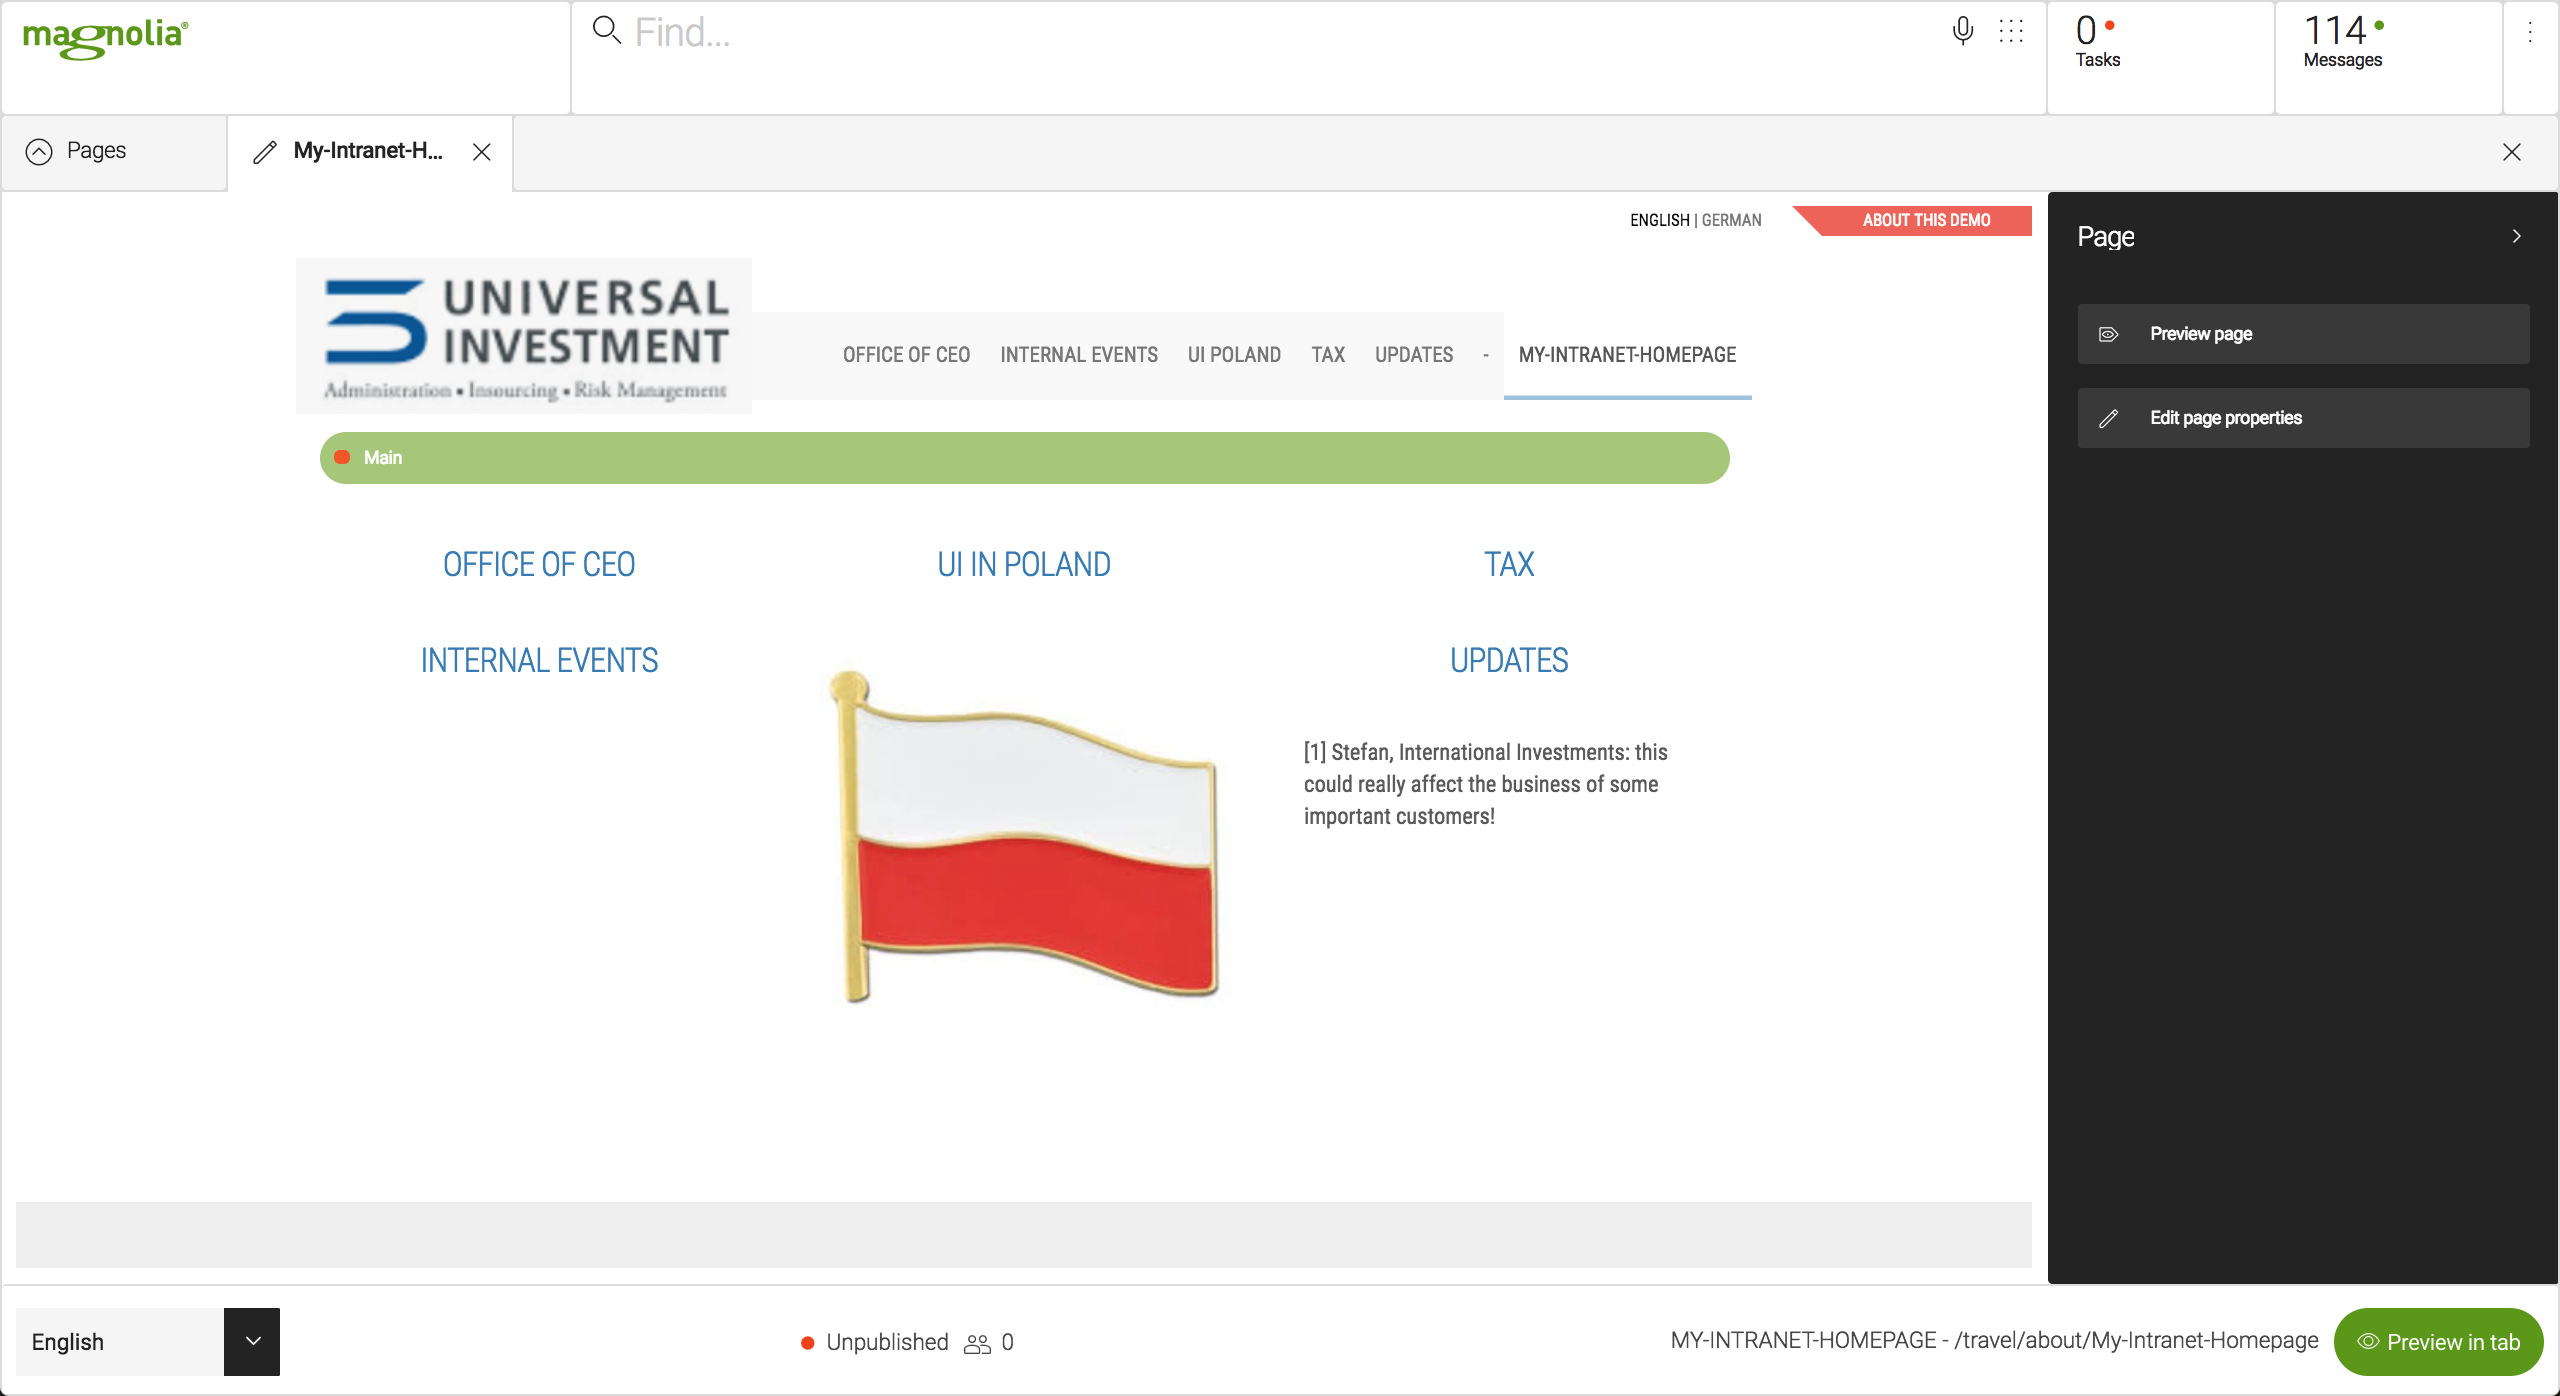 magnolia®
Find...
0
Tasks
114
Messages
Pages
My-Intranet-H...
ENGLISH | GERMAN
ABOUT THIS DEMO
UNIVERSAL
INVESTMENT
Administration • Insourcing • Risk Management
OFFICE OF CEO INTERNAL EVENTS UI POLAND TAX UPDATES - MY-INTRANET-HOMEPAGE
Main
OFFICE OF CEO
UI IN POLAND
TAX
INTERNAL EVENTS
UPDATES
[1] Stefan, International Investments: this
could really affect the business of some
important customers!
Page
Preview page
Edit page properties
English
Unpublished 0
MY-INTRANET-HOMEPAGE - /travel/about/My-Intranet-Homepage
Preview in tab